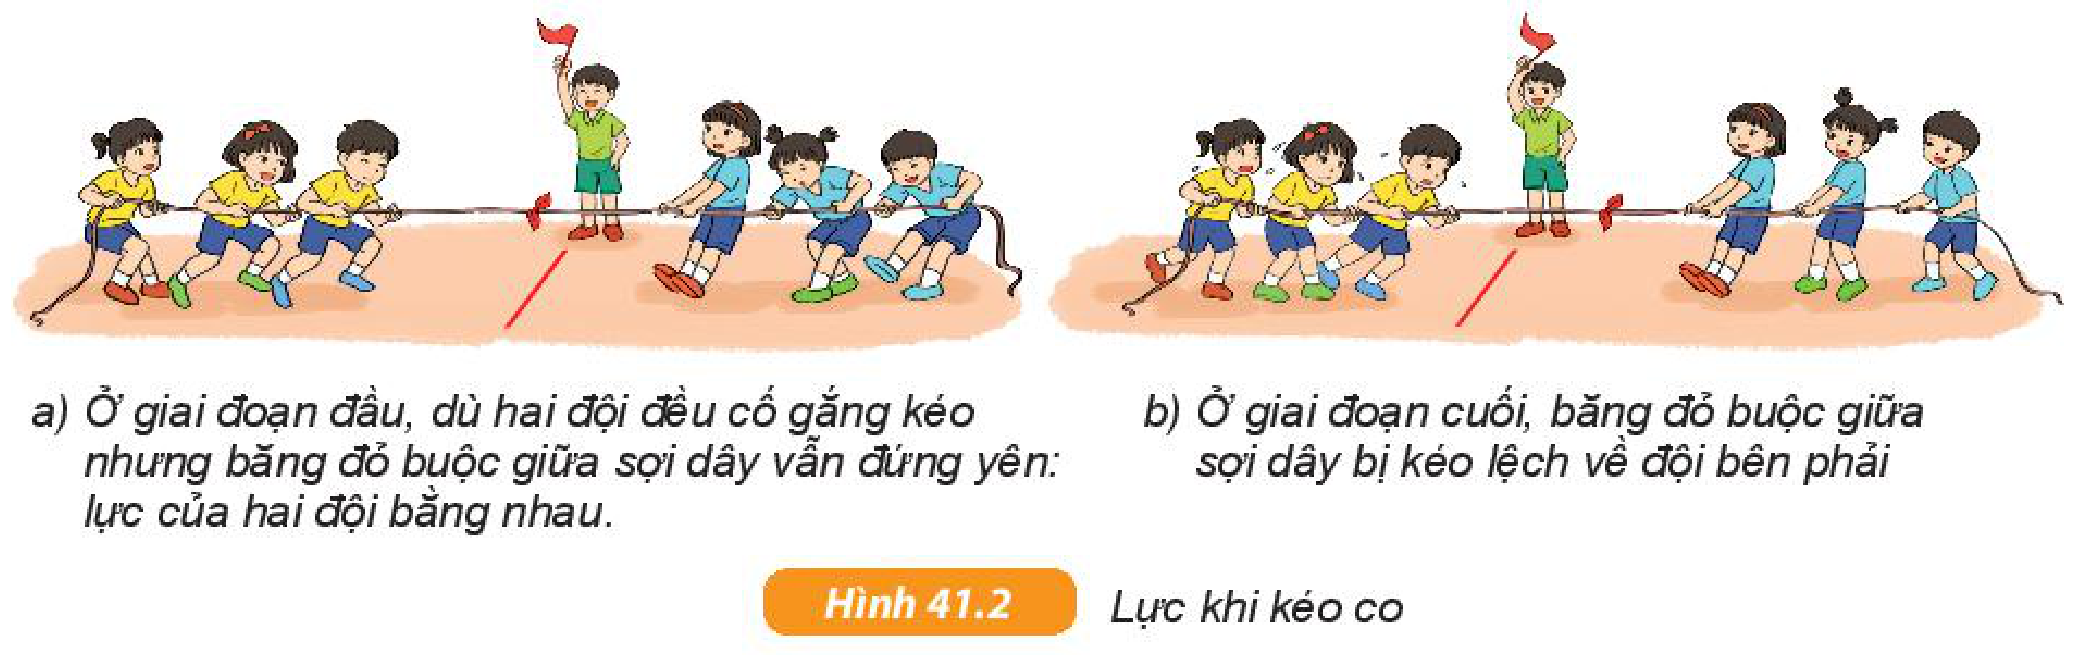 a) Ở giai đoạn đầu, dù hai đội đều cố gắng kéo
nhưng băng đỏ buộc giữa sợi dây vẫn đứng yên:
lực của hai đội bằng nhau.
b) Ở giai đoạn cuối, băng đỏ buộc giữa
sợi dây bị kéo lệch về đội bên phải
Hình 41.2 Lực khi kéo co